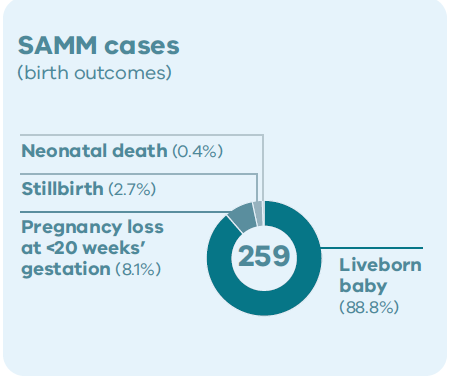 SAMM cases
(birth outcomes)
Neonatal death (0.4%)
Stillbirth (2.7%)
Pregnancy loss
at <20 weeks’
gestation (8.1%)
259
Liveborn
baby
(88.8%)